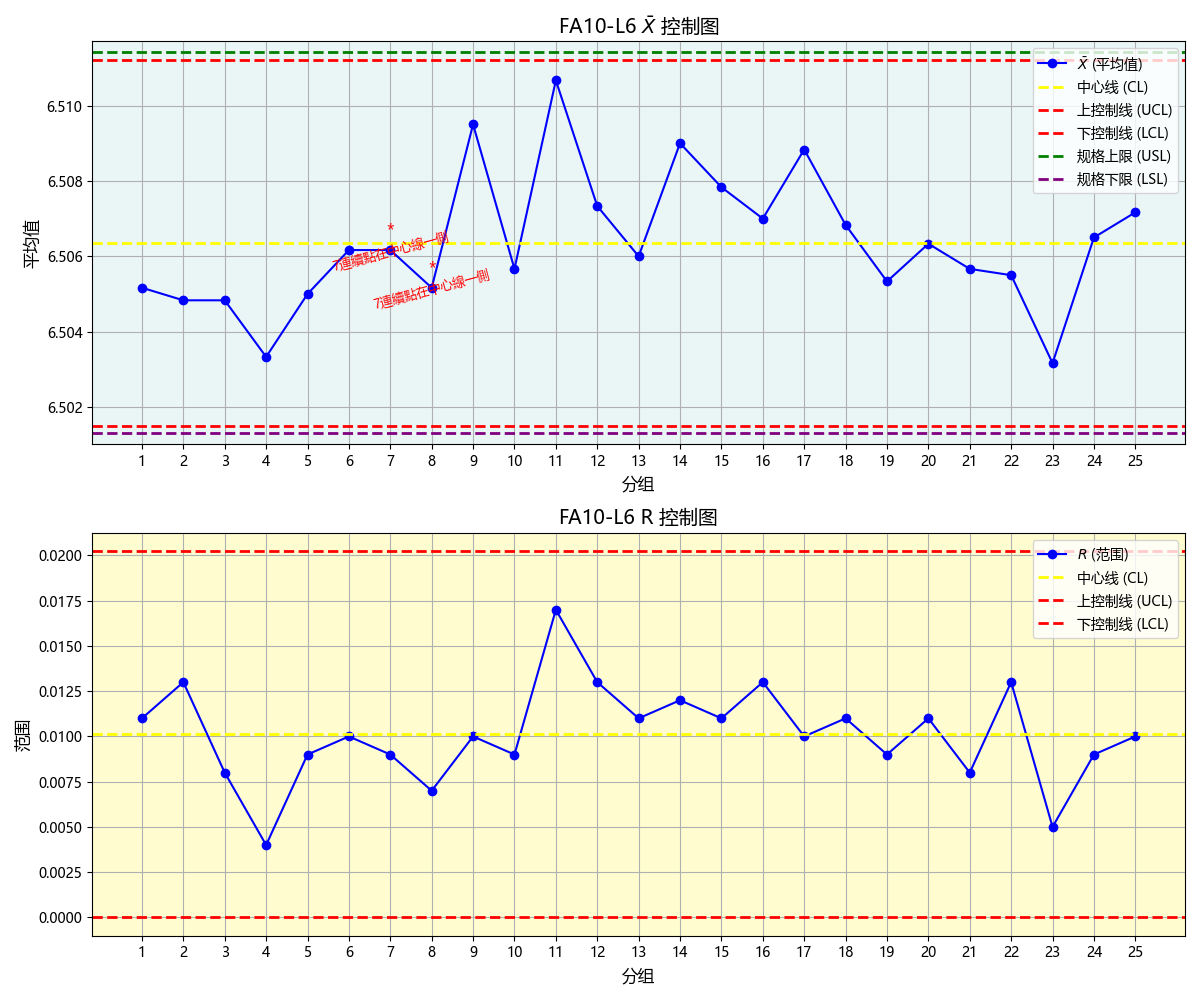 FA10-L6 X̄ 控制图
X̄ (平均值)
中心线 (CL)
上控制线 (UCL)
下控制线 (LCL)
规格上限 (USL)
规格下限 (LSL)
平均值
6.510
6.508
6.506
6.504
6.502
*
7連續點在中心線一側
*
7連續點在中心線一側
1 2 3 4 5 6 7 8 9 10 11 12 13 14 15 16 17 18 19 20 21 22 23 24 25
分组
FA10-L6 R 控制图
R (范围)
中心线 (CL)
上控制线 (UCL)
下控制线 (LCL)
范围
0.0200
0.0175
0.0150
0.0125
0.0100
0.0075
0.0050
0.0025
0.0000
1 2 3 4 5 6 7 8 9 10 11 12 13 14 15 16 17 18 19 20 21 22 23 24 25
分组